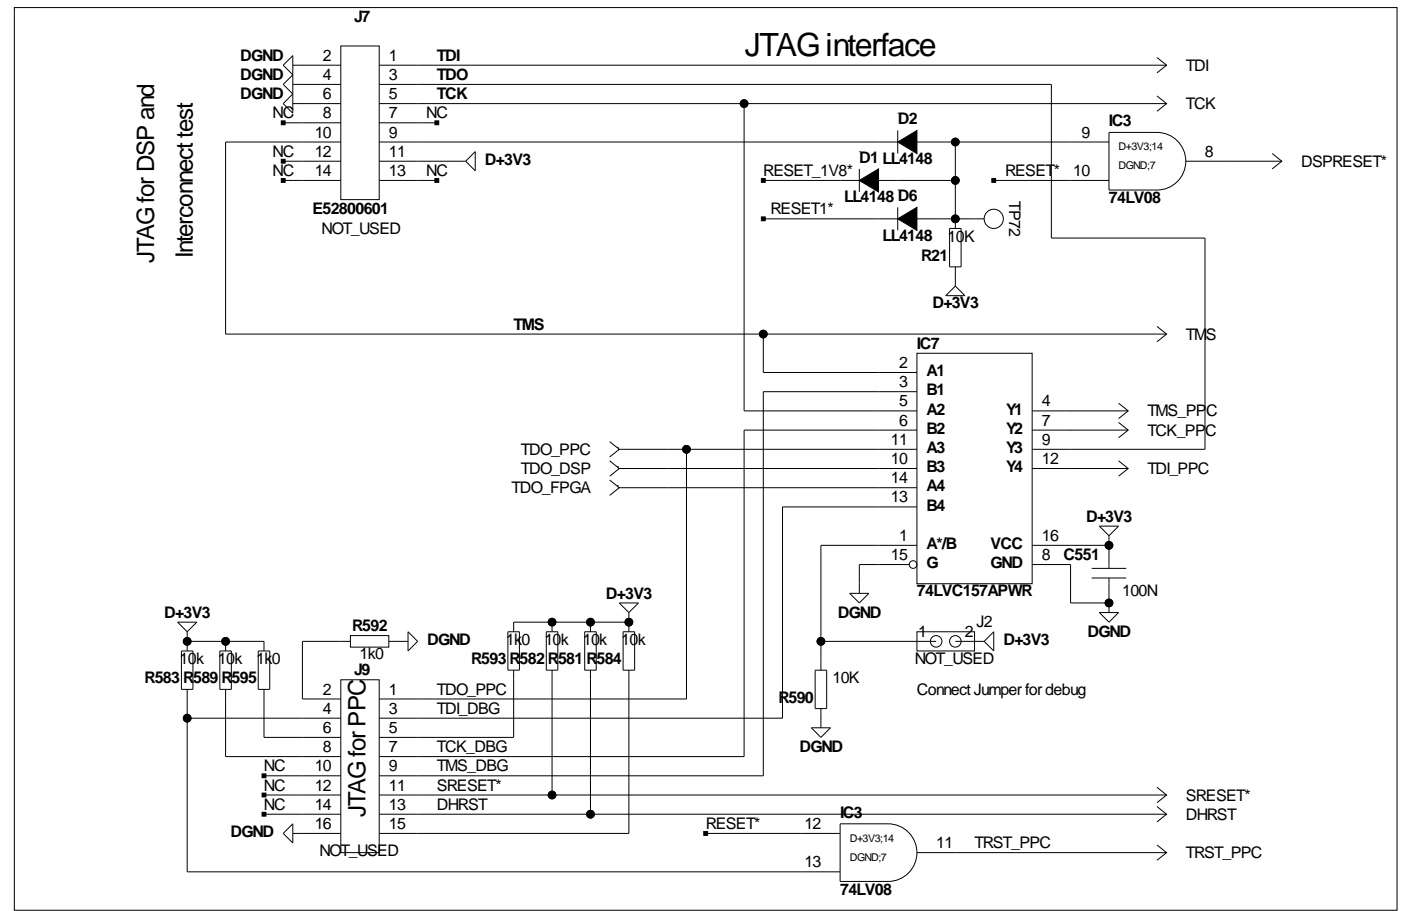 J7
JTAG interface
DGND 2 1 TDI TDI
DGND 4 3 TDO
DGND 6 5 TCK TCK
NC 8 7 NC
10 9
NC 12 11 D+3V3
NC 14 13 NC
E52800601
NOT_USED
JTAG for DSP and
Interconnect test
D2
LL4148
D1
RESET_1V8*
LL4148
D6
RESET1*
LL4148
TP72
10K
R21
D+3V3
IC3
9
D+3V3;14
DGND;7
8 DSPRESET*
RESET* 10
74LV08
TMS TMS
IC7
2 A1
3 B1
5 A2 Y1 4 TMS_PPC
6 B2 Y2 7 TCK_PPC
TDO_PPC 11 A3 Y3 9
TDO_DSP 10 B3 Y4 12 TDI_PPC
TDO_FPGA 14 A4
13 B4
1 A*/B VCC 16
15 G GND 8
74LVC157APWR
DGND
D+3V3
C551
100N
DGND
J2
1 2 D+3V3
NOT_USED
Connect Jumper for debug
10K
R590
DGND
D+3V3
10k 10k 1k0
R583 R589 R595
R592
1k0
DGND
D+3V3
1k0 10k 10k 10k
R593 R582 R581 R584
J9
JTAG for PPC
2 1 TDO_PPC
4 3 TDI_DBG
6 5
8 7 TCK_DBG
NC 10 9 TMS_DBG
NC 12 11 SRESET* SRESET*
NC 14 13 DHRST DHRST
DGND 16 15
NOT_USED
IC3
RESET* 12
D+3V3;14
DGND;7
11 TRST_PPC TRST_PPC
13
74LV08